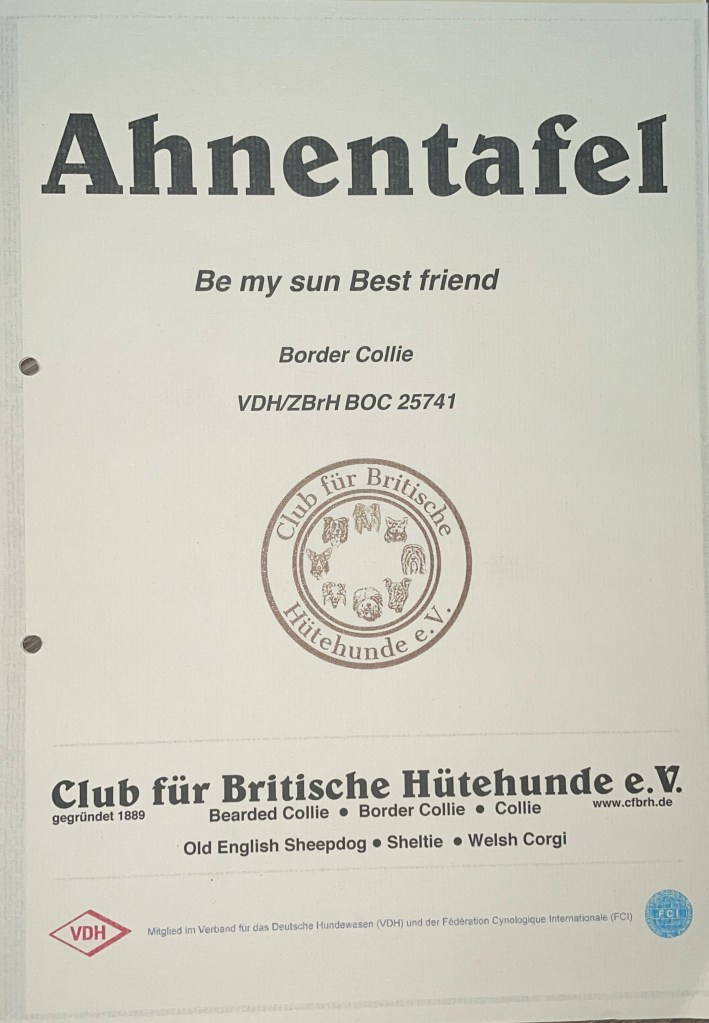 Ahnentafel
Be my sun Best friend
Border Collie
VDH/ZBrH BOC 25741
Club für Britische
Hütehunde e.V.
Club für Britische Hütehunde e.V.
gegründet 1889 Bearded Collie ● Border Collie ● Collie www.cfbrh.de
Old English Sheepdog ● Sheltie ● Welsh Corgi
VDH Mitglied im Verband für das Deutsche Hundewesen (VDH) und der Fédération Cynologique Internationale (FCI) FCI